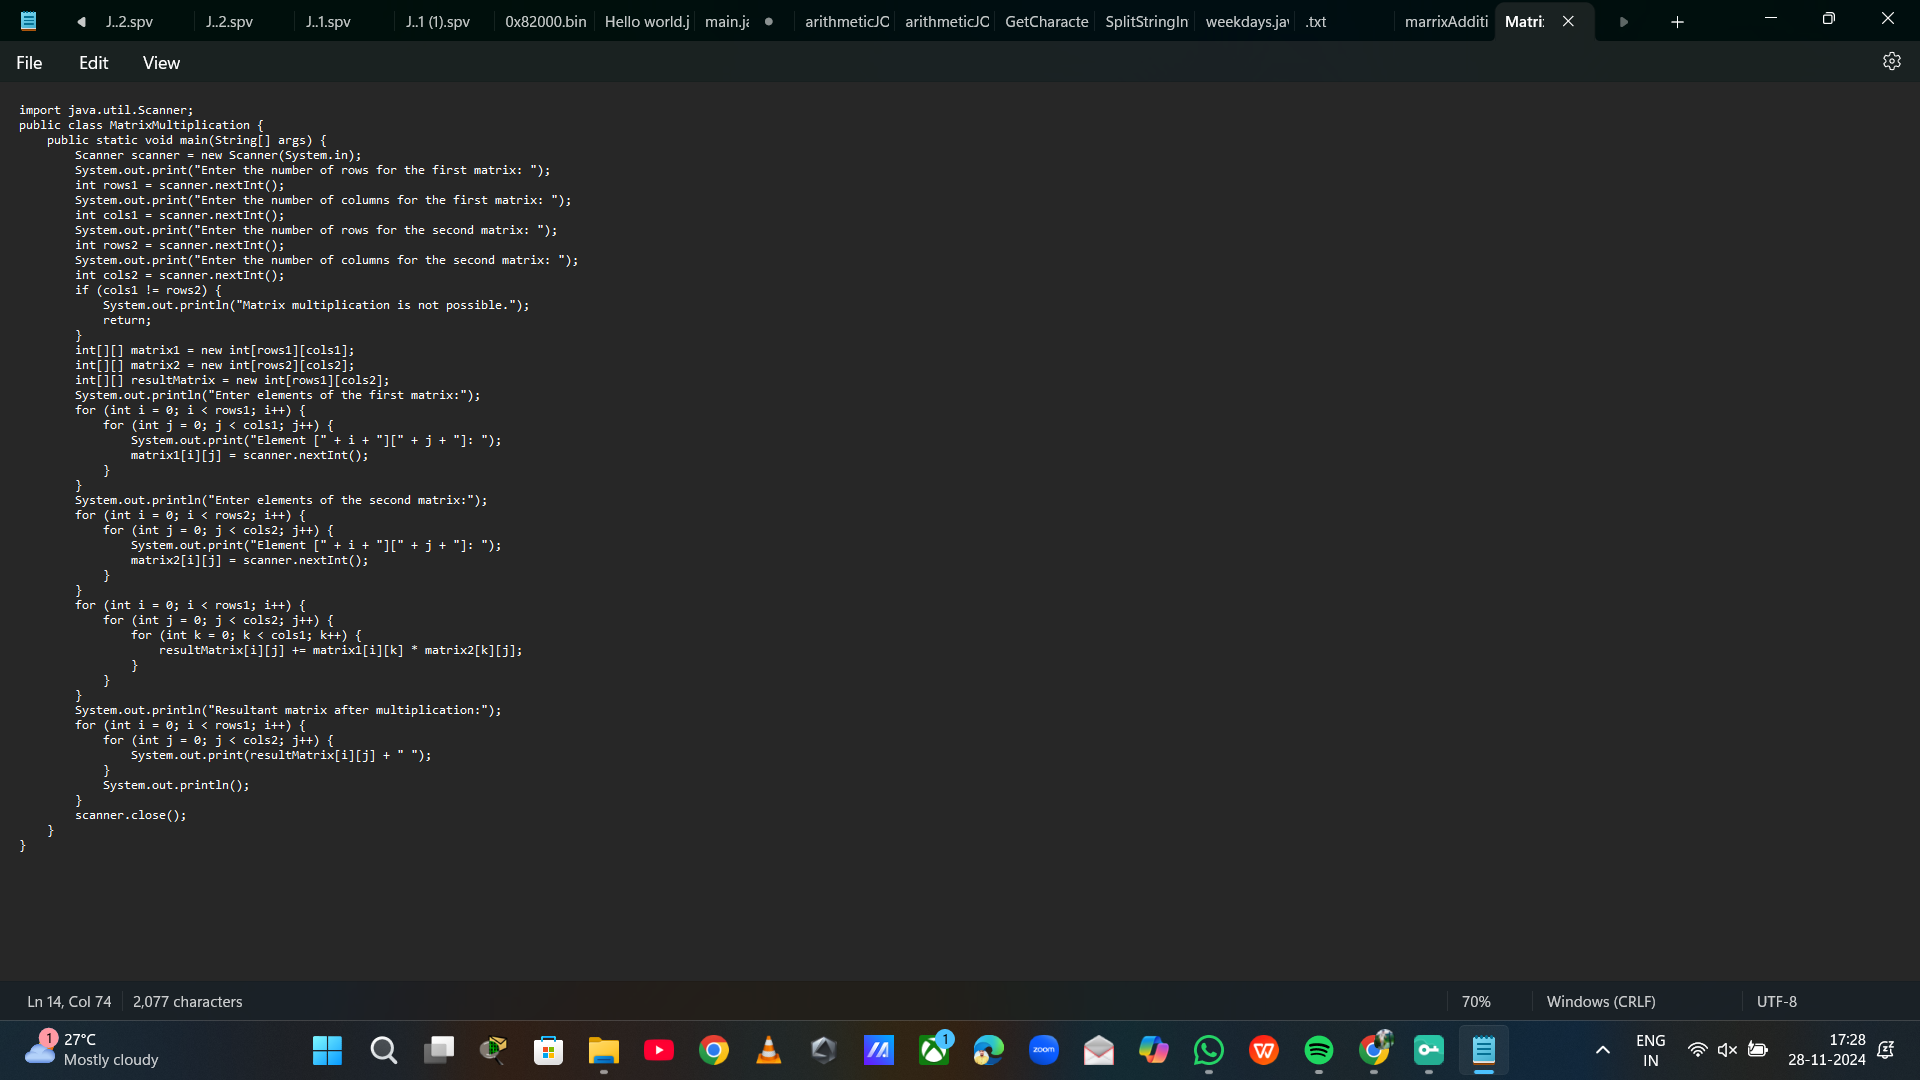 J..2.spv
J..2.spv
J..1.spv
J..1 (1).spv
0x82000.bin
Hello world.j
main.ja
arithmeticJC
arithmeticJC
GetCharacte
SplitStringIn
weekdays.jav
.txt
marrixAdditi
Matri
File
Edit
View
import java.util.Scanner;
public class MatrixMultiplication {
    public static void main(String[] args) {
        Scanner scanner = new Scanner(System.in);
        System.out.print("Enter the number of rows for the first matrix: ");
        int rows1 = scanner.nextInt();
        System.out.print("Enter the number of columns for the first matrix: ");
        int cols1 = scanner.nextInt();
        System.out.print("Enter the number of rows for the second matrix: ");
        int rows2 = scanner.nextInt();
        System.out.print("Enter the number of columns for the second matrix: ");
        int cols2 = scanner.nextInt();
        if (cols1 != rows2) {
            System.out.println("Matrix multiplication is not possible.");
            return;
        }
        int[][] matrix1 = new int[rows1][cols1];
        int[][] matrix2 = new int[rows2][cols2];
        int[][] resultMatrix = new int[rows1][cols2];
        System.out.println("Enter elements of the first matrix:");
        for (int i = 0; i < rows1; i++) {
            for (int j = 0; j < cols1; j++) {
                System.out.print("Element [" + i + "][" + j + "]: ");
                matrix1[i][j] = scanner.nextInt();
            }
        }
        System.out.println("Enter elements of the second matrix:");
        for (int i = 0; i < rows2; i++) {
            for (int j = 0; j < cols2; j++) {
                System.out.print("Element [" + i + "][" + j + "]: ");
                matrix2[i][j] = scanner.nextInt();
            }
        }
        for (int i = 0; i < rows1; i++) {
            for (int j = 0; j < cols2; j++) {
                for (int k = 0; k < cols1; k++) {
                    resultMatrix[i][j] += matrix1[i][k] * matrix2[k][j];
                }
            }
        }
        System.out.println("Resultant matrix after multiplication:");
        for (int i = 0; i < rows1; i++) {
            for (int j = 0; j < cols2; j++) {
                System.out.print(resultMatrix[i][j] + " ");
            }
            System.out.println();
        }
        scanner.close();
    }
}
Ln 14, Col 74
2,077 characters
70%
Windows (CRLF)
UTF-8
1
27°C
Mostly cloudy
1
zoom
ENG
IN
17:28
28-11-2024